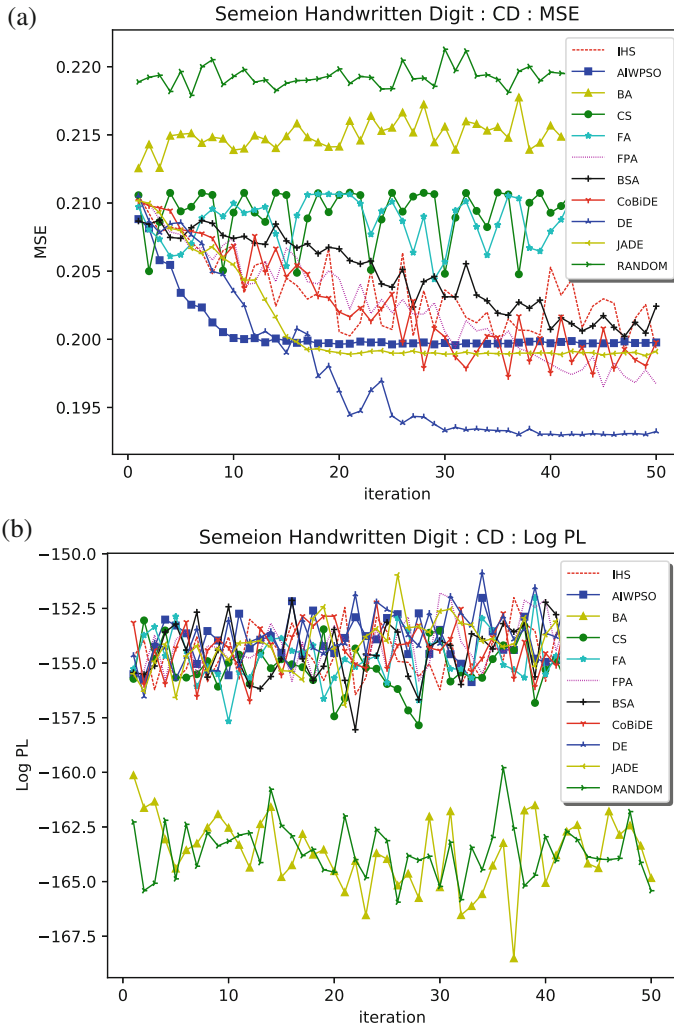 (a)
Semeion Handwritten Digit : CD : MSE
0.220
0.215
0.210
0.205
0.200
0.195
MSE
0
10
20
30
40
50
iteration
IHS
AIWPSO
BA
CS
FA
FPA
BSA
CoBiDE
DE
JADE
RANDOM
(b)
Semeion Handwritten Digit : CD : Log PL
−150.0
−152.5
−155.0
−157.5
−160.0
−162.5
−165.0
−167.5
Log PL
0
10
20
30
40
50
iteration
IHS
AIWPSO
BA
CS
FA
FPA
BSA
CoBiDE
DE
JADE
RANDOM